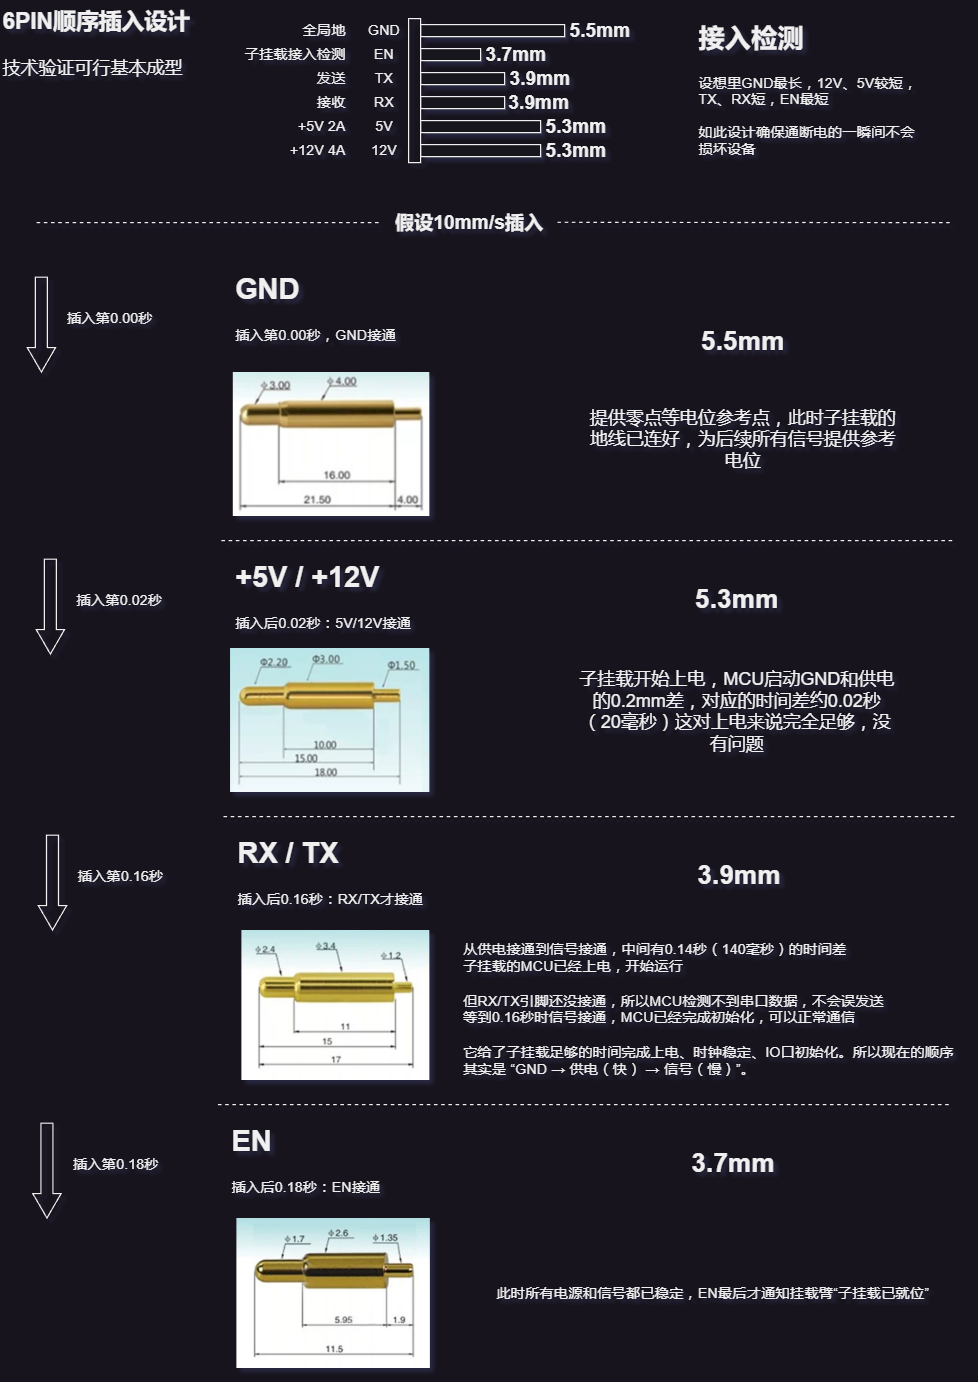 6PIN顺序插入设计
技术验证可行基本成型
全局地 GND 5.5mm
子挂载接入检测 EN 3.7mm
发送 TX 3.9mm
接收 RX 3.9mm
+5V 2A 5V 5.3mm
+12V 4A 12V 5.3mm
接入检测
设想里GND最长，12V、5V较短，
TX、RX短，EN最短
如此设计确保通断电的一瞬间不会
损坏设备
假设10mm/s插入
插入第0.00秒
GND
插入第0.00秒，GND接通
5.5mm
ϕ3.00
ϕ4.00
16.00
21.50
4.00
提供零点等电位参考点，此时子挂载的
地线已连好，为后续所有信号提供参考
电位
插入第0.02秒
+5V / +12V
插入后0.02秒：5V/12V接通
5.3mm
Φ2.20
Φ3.00
Φ1.50
10.00
15.00
18.00
子挂载开始上电，MCU启动GND和供电
的0.2mm差，对应的时间差约0.02秒
（20毫秒）这对上电来说完全足够，没
有问题
插入第0.16秒
RX / TX
插入后0.16秒：RX/TX才接通
3.9mm
ϕ2.4
ϕ3.4
ϕ1.2
11
15
17
从供电接通到信号接通，中间有0.14秒（140毫秒）的时间差
子挂载的MCU已经上电，开始运行
但RX/TX引脚还没接通，所以MCU检测不到串口数据，不会误发送
等到0.16秒时信号接通，MCU已经完成初始化，可以正常通信
它给了子挂载足够的时间完成上电、时钟稳定、IO口初始化。所以现在的顺序
其实是 “GND → 供电（快） → 信号（慢）”。
插入第0.18秒
EN
插入后0.18秒：EN接通
3.7mm
ϕ1.7
ϕ2.6
ϕ1.35
5.95
1.9
11.5
此时所有电源和信号都已稳定，EN最后才通知挂载臂“子挂载已就位”